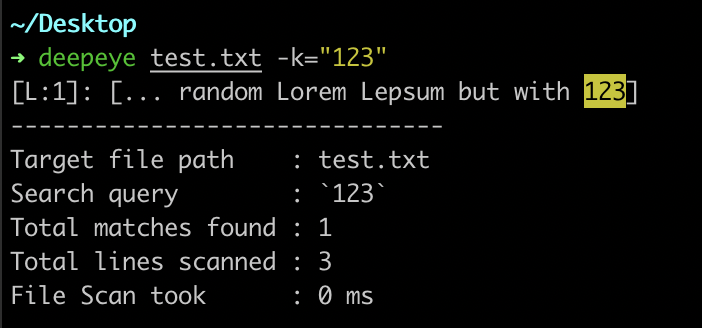 ~/Desktop
➜ deepeye test.txt -k="123"
[L:1]: [... random Lorem Lepsum but with 123]
-------------------------------
Target file path    : test.txt
Search query        : `123`
Total matches found : 1
Total lines scanned : 3
File Scan took      : 0 ms